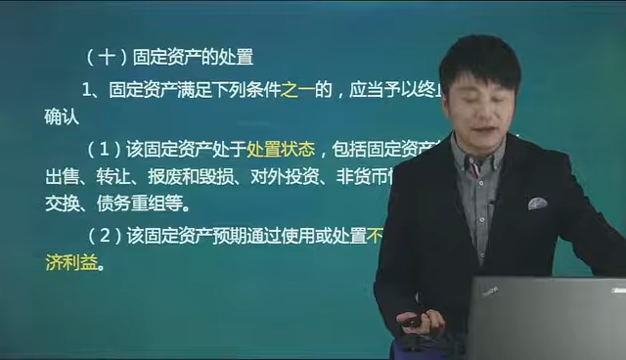 （十）固定资产的处置
1、固定资产满足下列条件之一的，应当予以终止
确认
（1）该固定资产处于处置状态，包括固定资产
出售、转让、报废和毁损、对外投资、非货币
交换、债务重组等。
（2）该固定资产预期通过使用或处置不
济利益。
ThinkPad